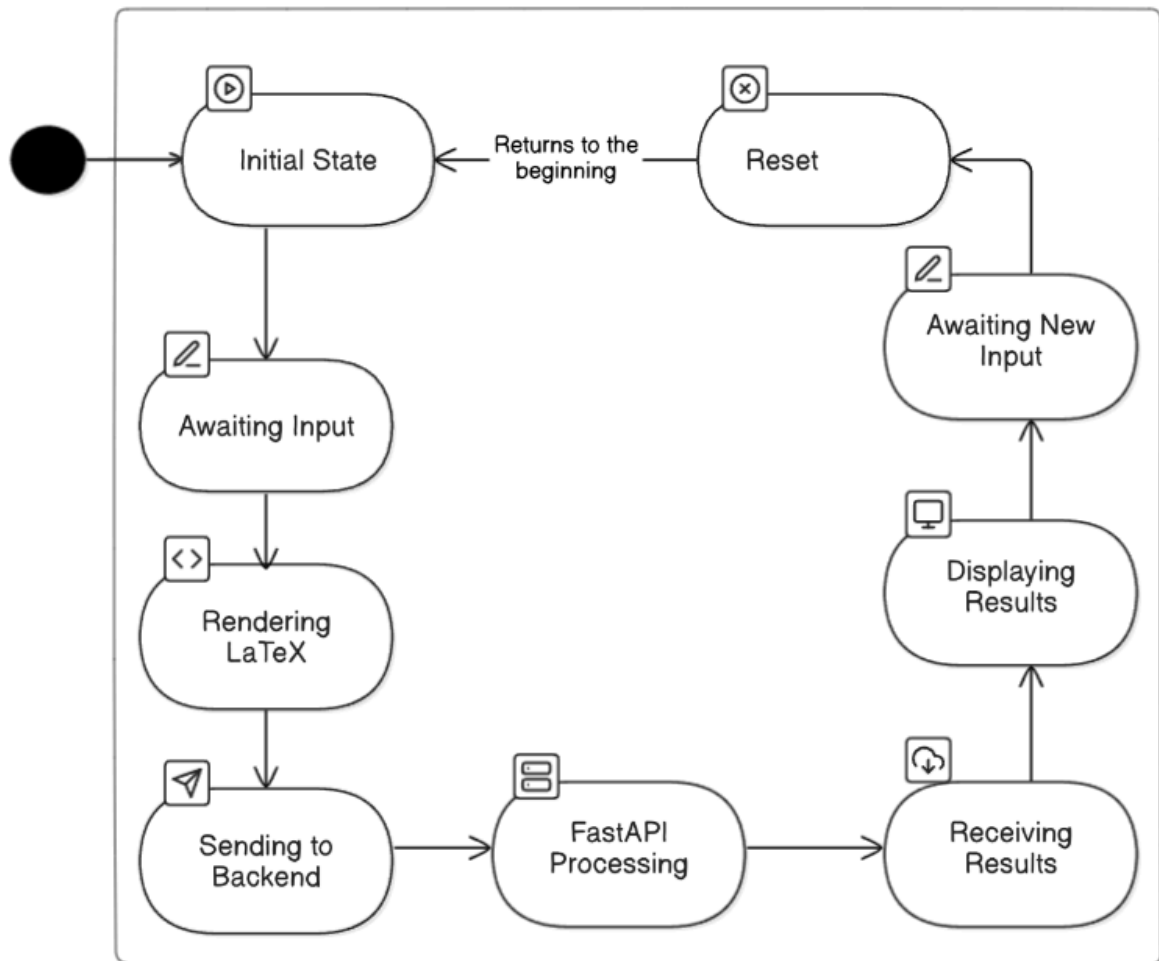 Initial State
Returns to the
beginning
Reset
Awaiting New
Input
Awaiting Input
Displaying
Results
Rendering
LaTeX
Sending to
Backend
FastAPI
Processing
Receiving
Results